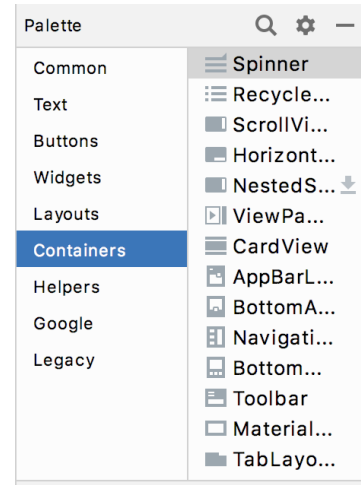 Palette
Common
Text
Buttons
Widgets
Layouts
Containers
Helpers
Google
Legacy
Spinner
Recycle...
ScrollVi...
Horizont...
NestedS...
ViewPa...
CardView
AppBarL...
BottomA...
Navigati...
Bottom...
Toolbar
Material...
TabLayo...